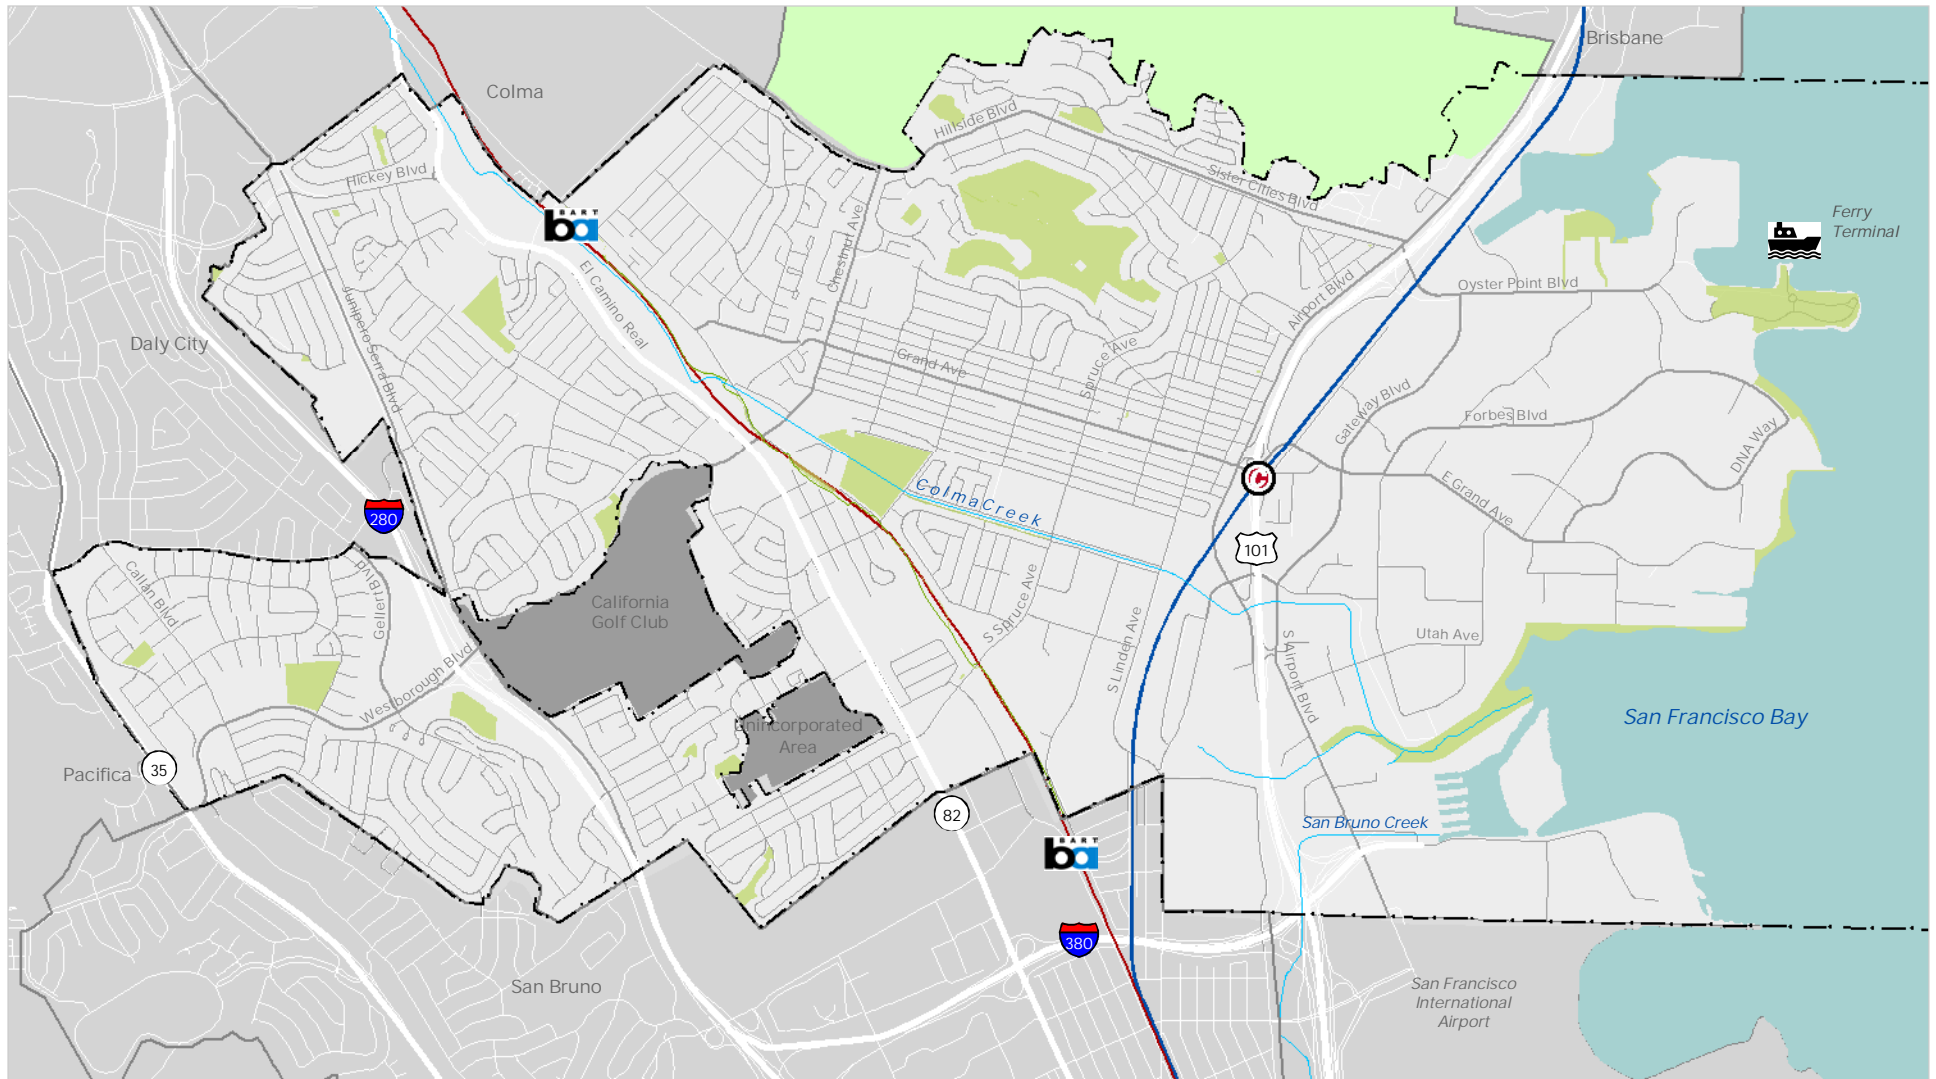 Brisbane
Colma
Hillside Blvd
Hickey Blvd
Sister Cities Blvd
BART
ba
Ferry
Terminal
Chestnut Ave
El Camino Real
Junipero Serra Blvd
Oyster Point Blvd
Airport Blvd
Daly City
Grand Ave
Spruce Ave
Gateway Blvd
Forbes Blvd
DNA Way
Colma Creek
E Grand Ave
280
101
Callan Blvd
Gellert Blvd
California
Golf Club
S Spruce Ave
S Linden Ave
S Airport Blvd
Utah Ave
Westborough Blvd
San Francisco Bay
Unincorporated
Area
Pacifica
35
82
San Bruno Creek
BART
ba
380
San Bruno
San Francisco
International
Airport